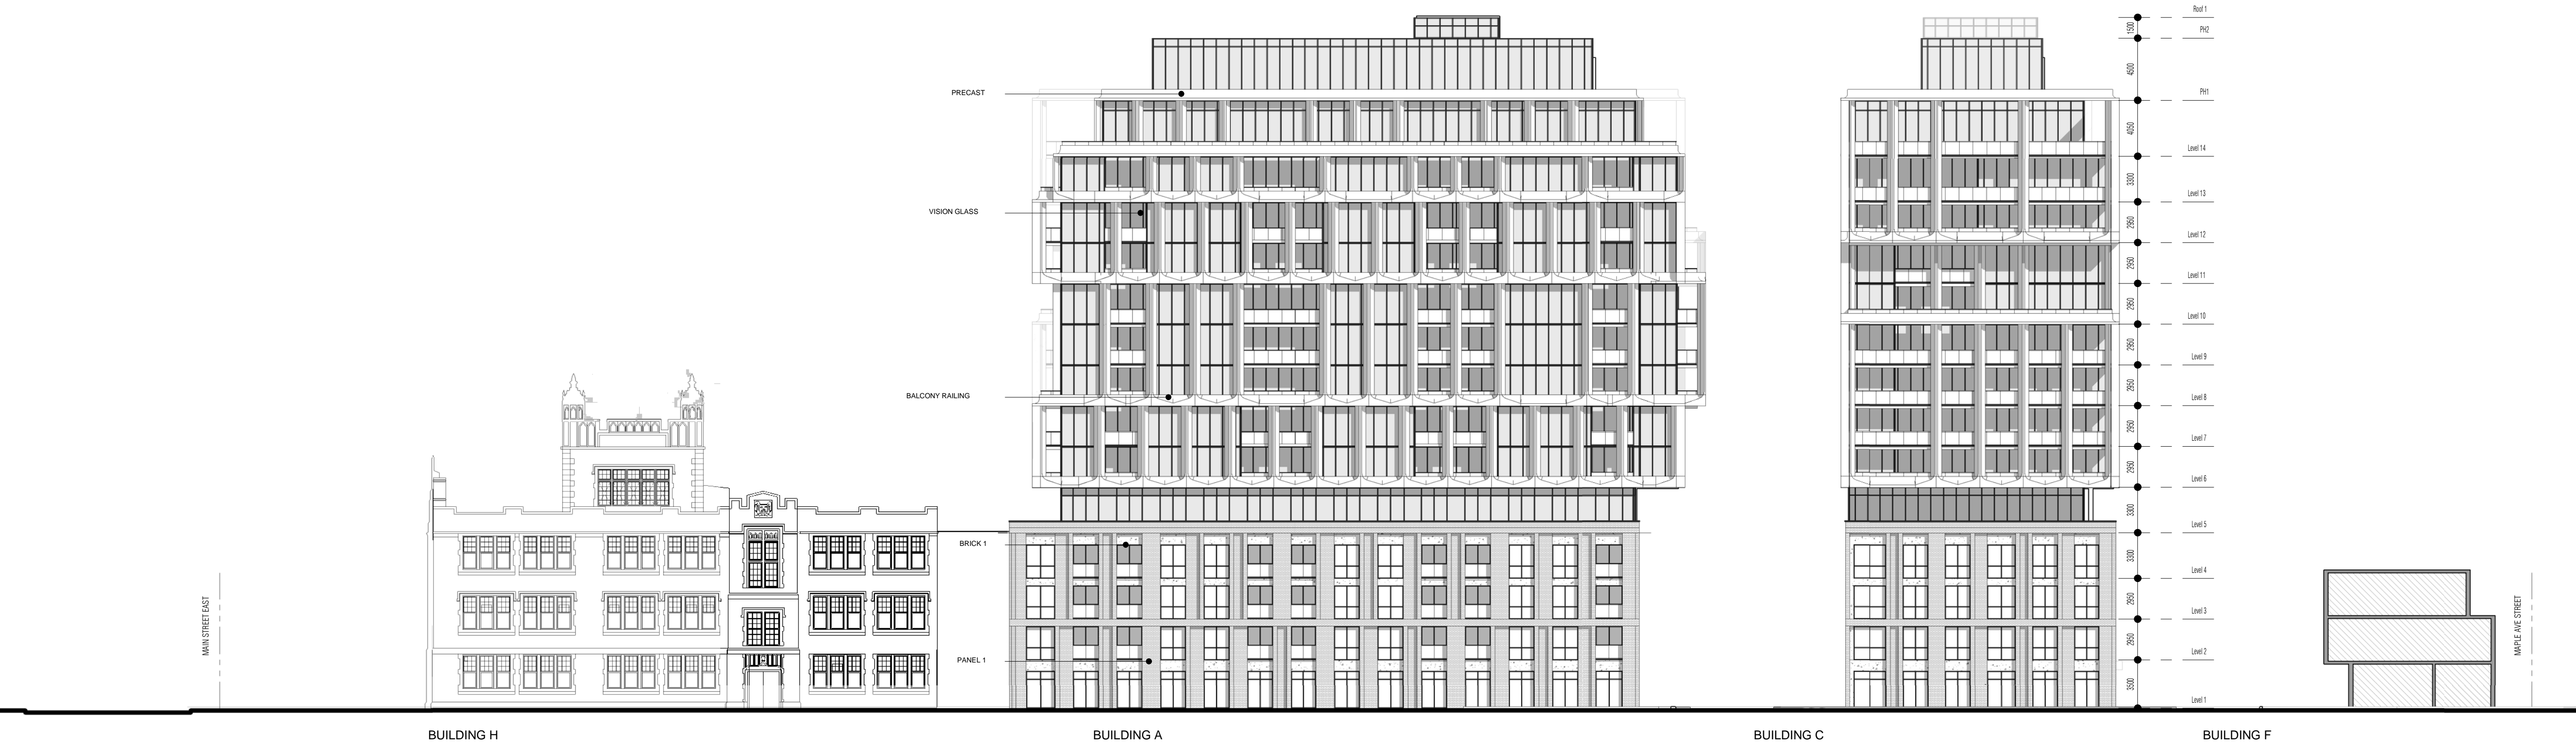 PRECAST
VISION GLASS
BALCONY RAILING
BRICK 1
PANEL 1
MAIN STREET EAST
MAPLE AVE STREET
Roof 1
1500
PH2
4500
PH1
4050
Level 14
3300
Level 13
2950
Level 12
2950
Level 11
2950
Level 10
2950
Level 9
2950
Level 8
2950
Level 7
2950
Level 6
3300
Level 5
3300
Level 4
2950
Level 3
2950
Level 2
3500
Level 1
BUILDING H
BUILDING A
BUILDING C
BUILDING F